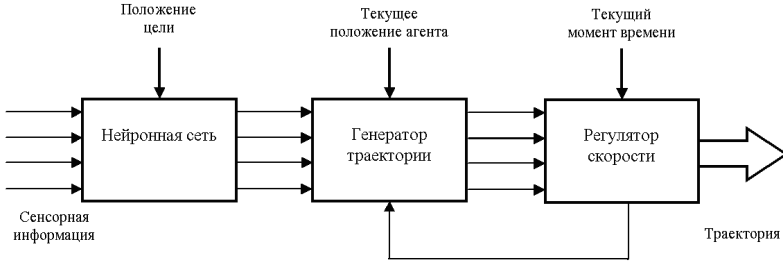 Положение
цели
Текущее
положение агента
Текущий
момент времени
Нейронная сеть
Генератор
траектории
Регулятор
скорости
Сенсорная
информация
Траектория